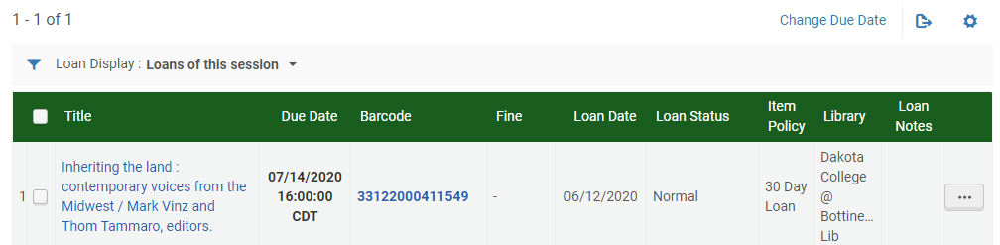 1 - 1 of 1
Change Due Date
Loan Display : Loans of this session
Title
Due Date
Barcode
Fine
Loan Date
Loan Status
Item
Policy
Library
Loan
Notes
1
Inheriting the land :
contemporary voices from the
Midwest / Mark Vinz and
Thom Tammaro, editors.
07/14/2020
16:00:00
CDT
33122000411549
-
06/12/2020
Normal
30 Day
Loan
Dakota
College
@
Bottine...
Lib